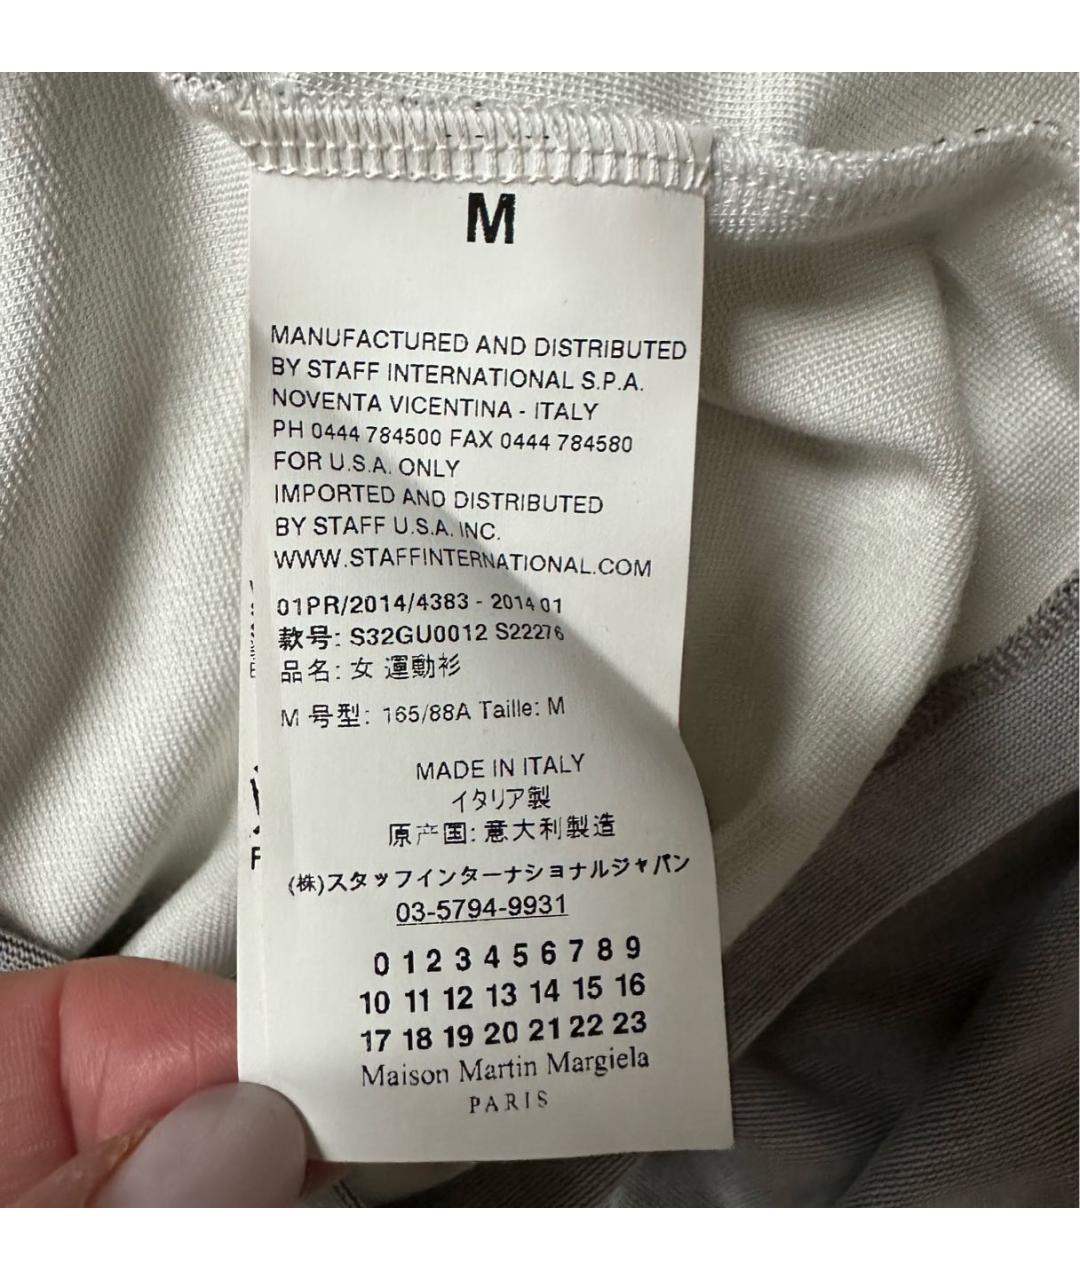 M
MANUFACTURED AND DISTRIBUTED
BY STAFF INTERNATIONAL S.P.A.
NOVENTA VICENTINA - ITALY
PH 0444 784500 FAX 0444 784580
FOR U.S.A. ONLY
IMPORTED AND DISTRIBUTED
BY STAFF U.S.A. INC.
WWW.STAFFINTERNATIONAL.COM
01PR/2014/4383 - 2014 01
款号: S32GU0012 S22276
品名: 女 運動衫
M 号型: 165/88A Taille: M
MADE IN ITALY
イタリア製
原产国: 意大利製造
(株)スタッフインターナショナルジャパン
03-5794-9931
0 1 2 3 4 5 6 7 8 9
10 11 12 13 14 15 16
17 18 19 20 21 22 23
Maison Martin Margiela
PARIS